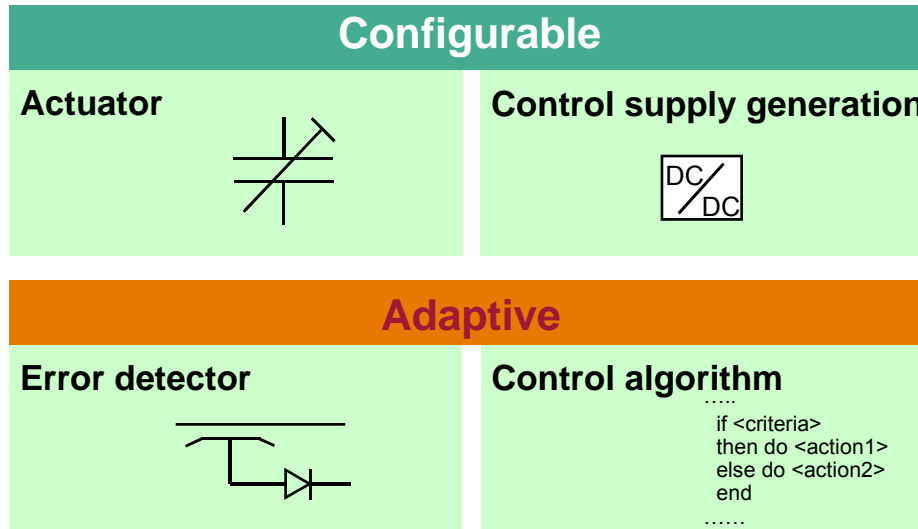 Configurable
Actuator
Control supply generation
DC
DC
Adaptive
Error detector
Control algorithm
…..
if <criteria>
then do <action1>
else do <action2>
end
……